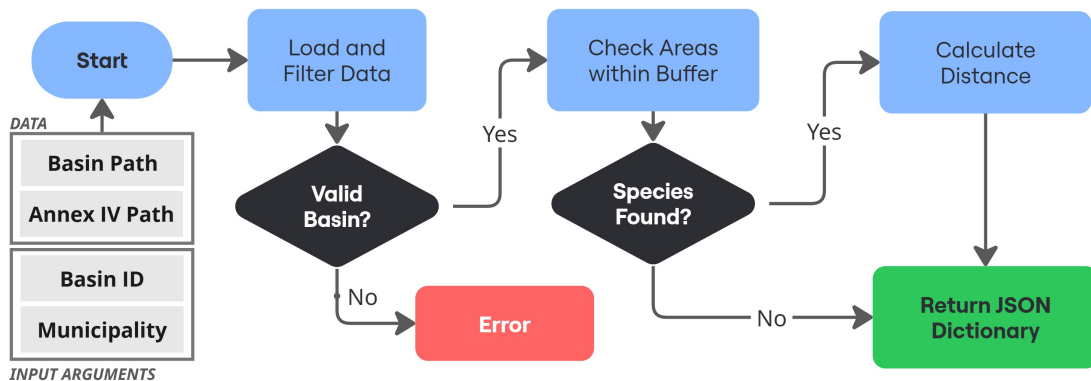 Start
DATA
Basin Path
Annex IV Path
Basin ID
Municipality
INPUT ARGUMENTS
Load and
Filter Data
Valid
Basin?
Yes
No
Error
Check Areas
within Buffer
Species
Found?
Yes
No
Calculate
Distance
Return JSON
Dictionary